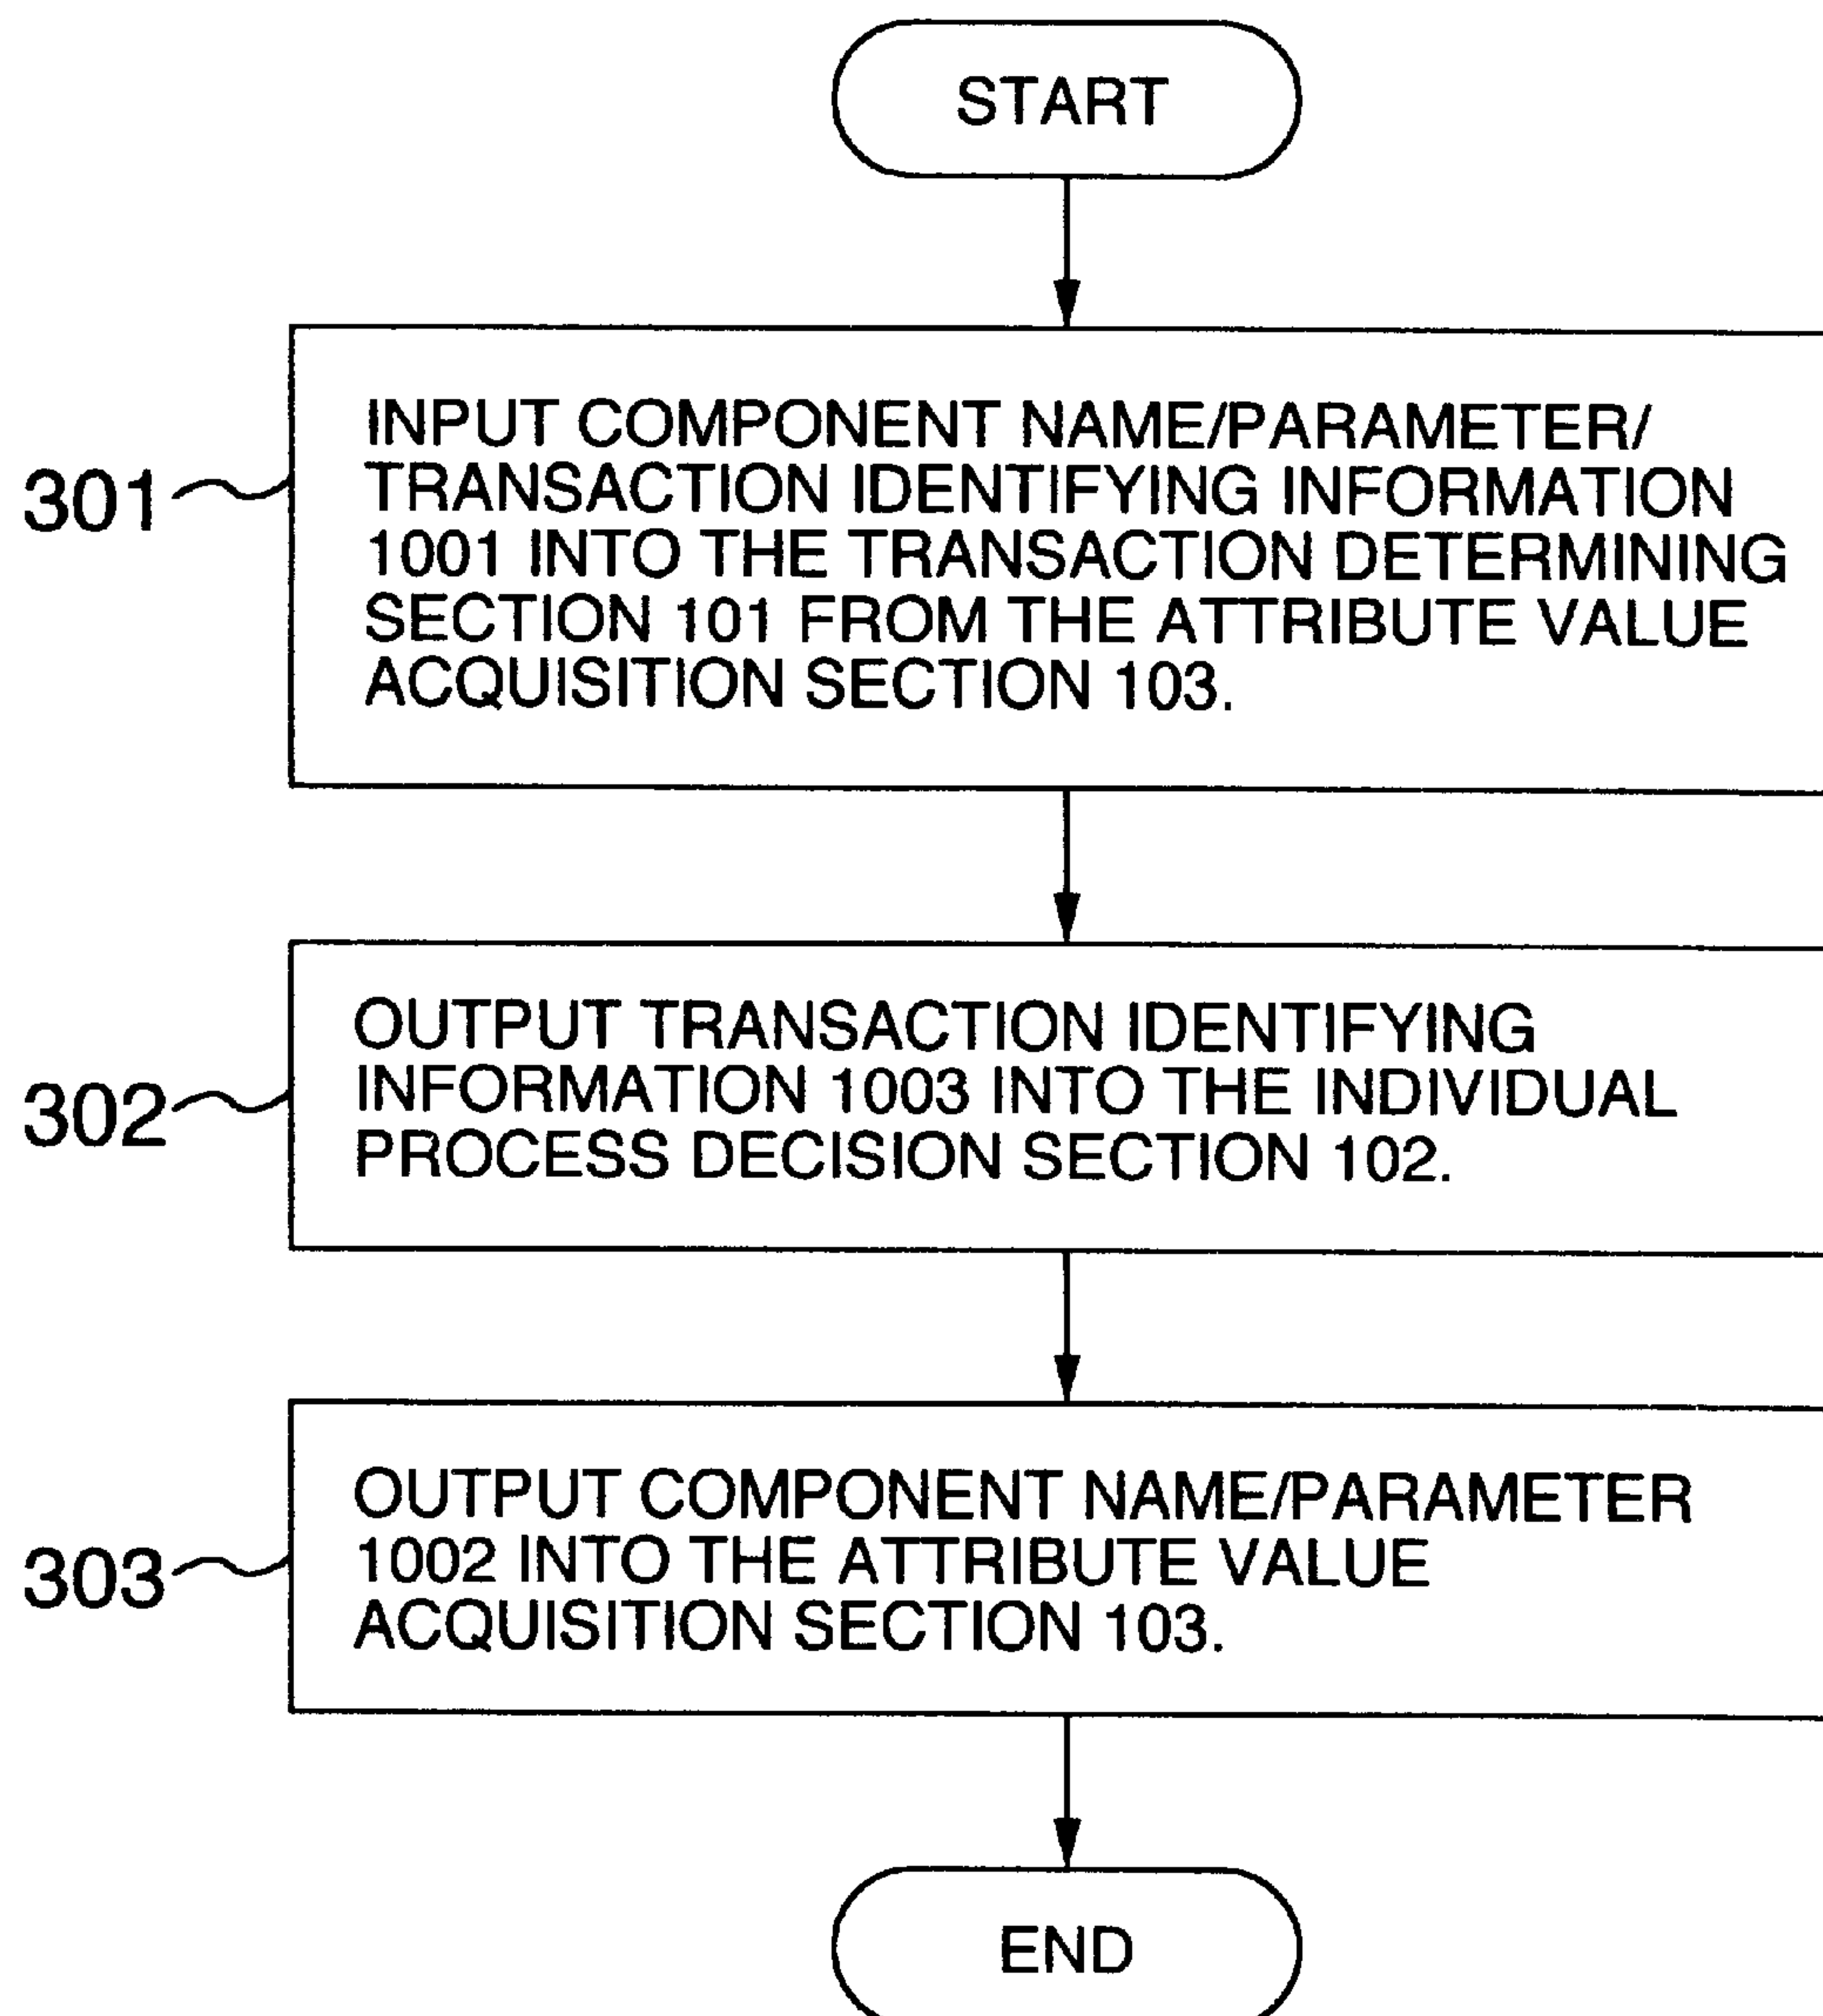 START
301
INPUT COMPONENT NAME/PARAMETER/
TRANSACTION IDENTIFYING INFORMATION
1001 INTO THE TRANSACTION DETERMINING
SECTION 101 FROM THE ATTRIBUTE VALUE
ACQUISITION SECTION 103.
302
OUTPUT TRANSACTION IDENTIFYING
INFORMATION 1003 INTO THE INDIVIDUAL
PROCESS DECISION SECTION 102.
303
OUTPUT COMPONENT NAME/PARAMETER
1002 INTO THE ATTRIBUTE VALUE
ACQUISITION SECTION 103.
END